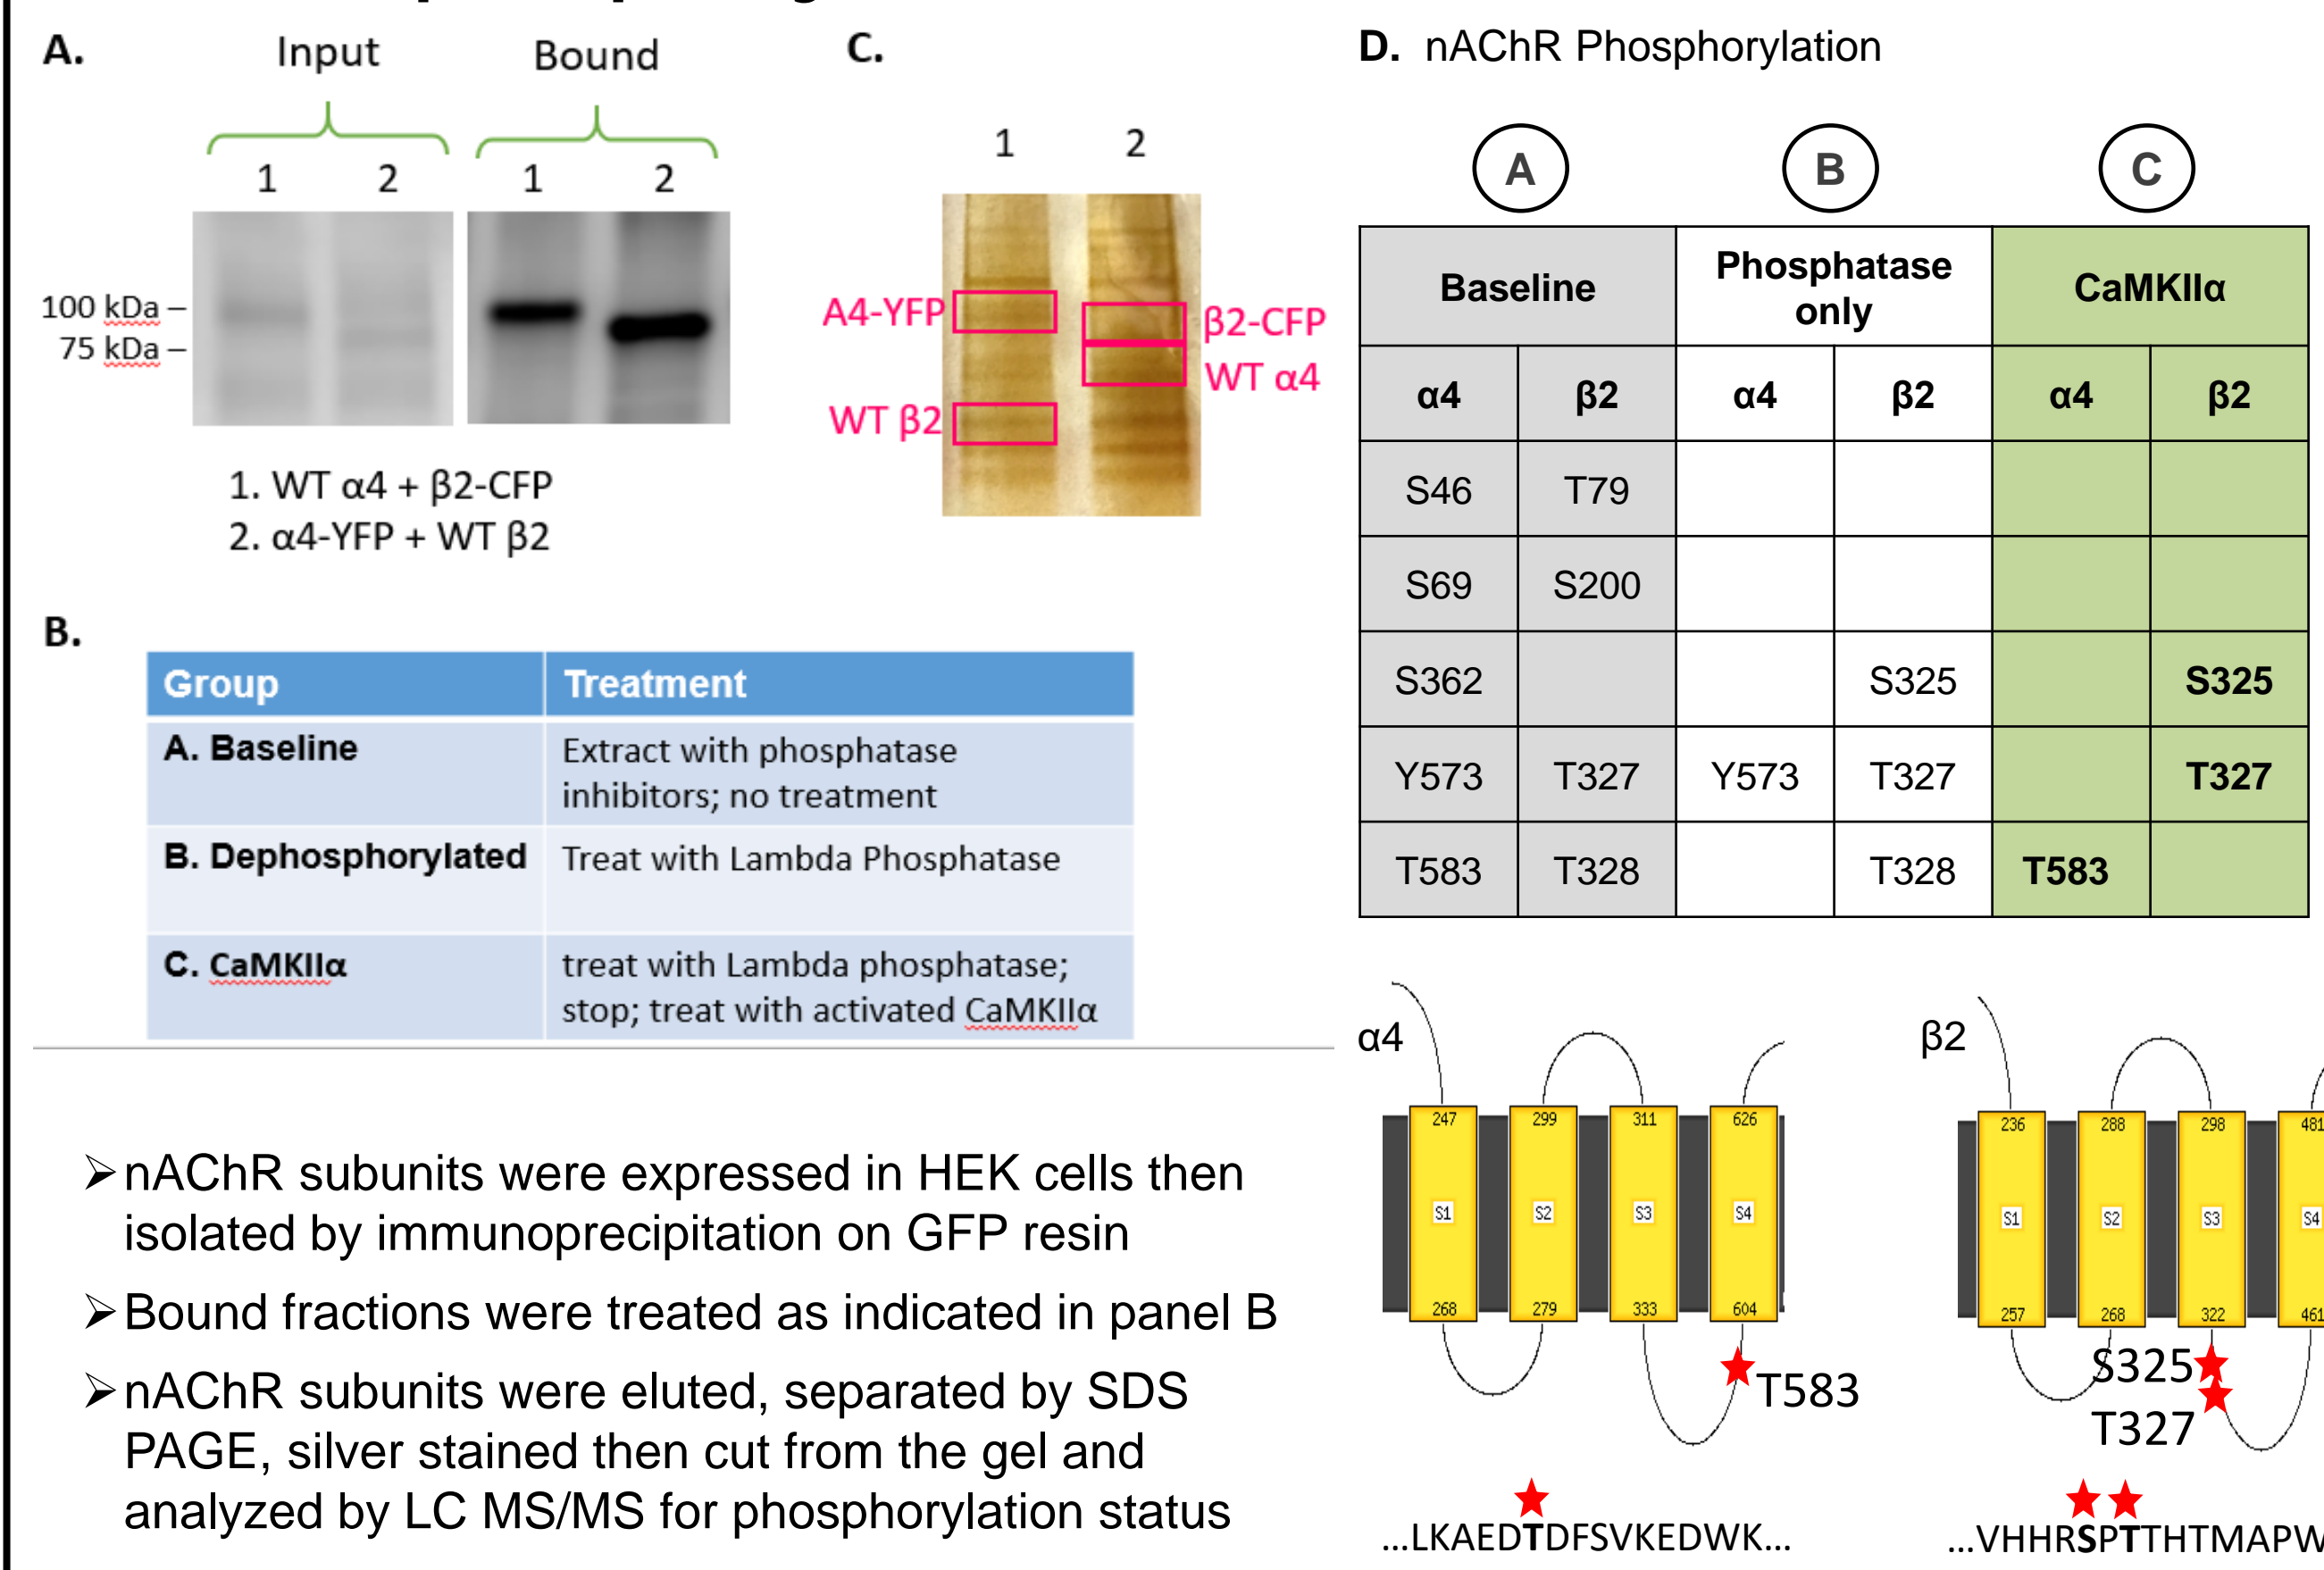 A.
Input
Bound
1
2
1
2
100 kDa –
75 kDa –
1. WT α4 + β2-CFP
2. α4-YFP + WT β2
B.
Group Treatment
A. Baseline Extract with phosphatase
inhibitors; no treatment
B. Dephosphorylated Treat with Lambda Phosphatase
C. CaMKIIα treat with Lambda phosphatase;
stop; treat with activated CaMKIIα
➢nAChR subunits were expressed in HEK cells then
isolated by immunoprecipitation on GFP resin
➢Bound fractions were treated as indicated in panel B
➢nAChR subunits were eluted, separated by SDS
PAGE, silver stained then cut from the gel and
analyzed by LC MS/MS for phosphorylation status
C.
1
2
A4-YFP
β2-CFP
WT α4
WT β2
D. nAChR Phosphorylation
A B C
Baseline Phosphatase
only CaMKIIα
α4 β2 α4 β2 α4 β2
S46 T79
S69 S200
S362 S325 S325
Y573 T327 Y573 T327 T327
T583 T328 T328 T583
α4
247 299 311 626
S1 S2 S3 S4
268 279 333 604
T583
...LKAEDTDFSVKEDWK...
β2
236 288 298 481
S1 S2 S3 S4
257 268 322 461
S325
T327
...VHHRSPTTHTMAPW